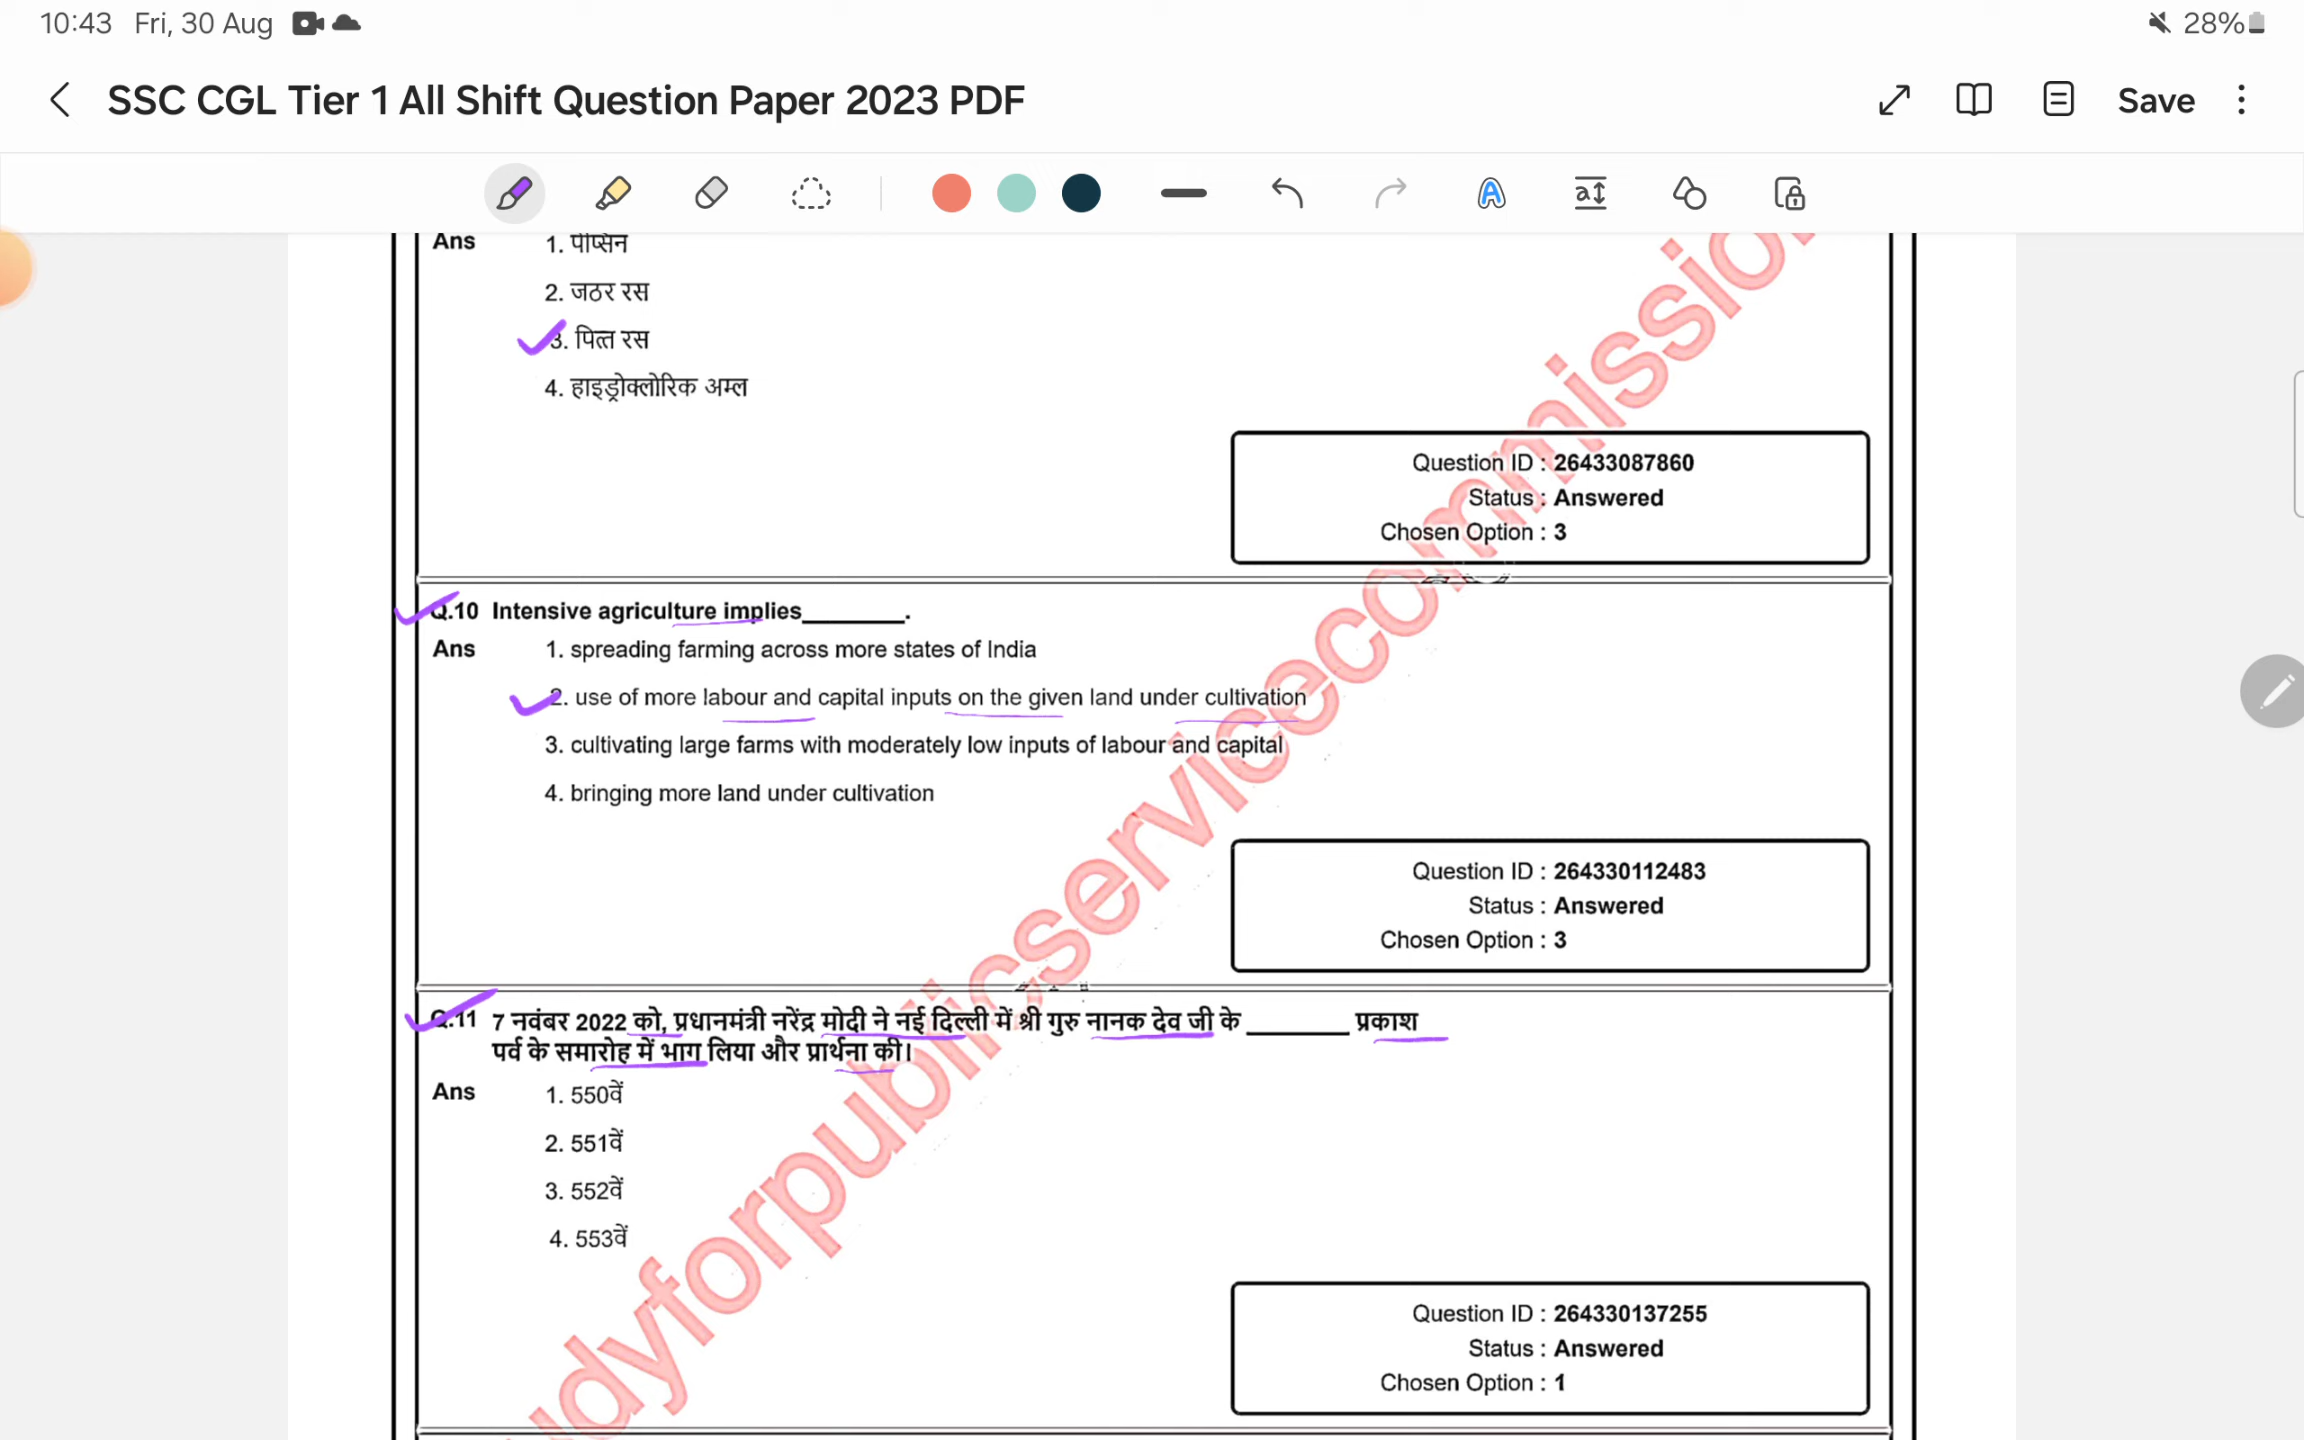 10:43 Fri, 30 Aug
28%
SSC CGL Tier 1 All Shift Question Paper 2023 PDF
Save
Ans 1. पेप्सिन
2. जठर रस
3. पित्त रस
4. हाइड्रोक्लोरिक अम्ल
Question ID : 26433087860
Status : Answered
Chosen Option : 3
Q.10 Intensive agriculture implies________.
Ans 1. spreading farming across more states of India
2. use of more labour and capital inputs on the given land under cultivation
3. cultivating large farms with moderately low inputs of labour and capital
4. bringing more land under cultivation
Question ID : 264330112483
Status : Answered
Chosen Option : 3
Q.11 7 नवंबर 2022 को, प्रधानमंत्री नरेंद्र मोदी ने नई दिल्ली में श्री गुरु नानक देव जी के ________ प्रकाश
पर्व के समारोह में भाग लिया और प्रार्थना की।
Ans 1. 550वें
2. 551वें
3. 552वें
4. 553वें
Question ID : 264330137255
Status : Answered
Chosen Option : 1
udyforpublicservicecommission